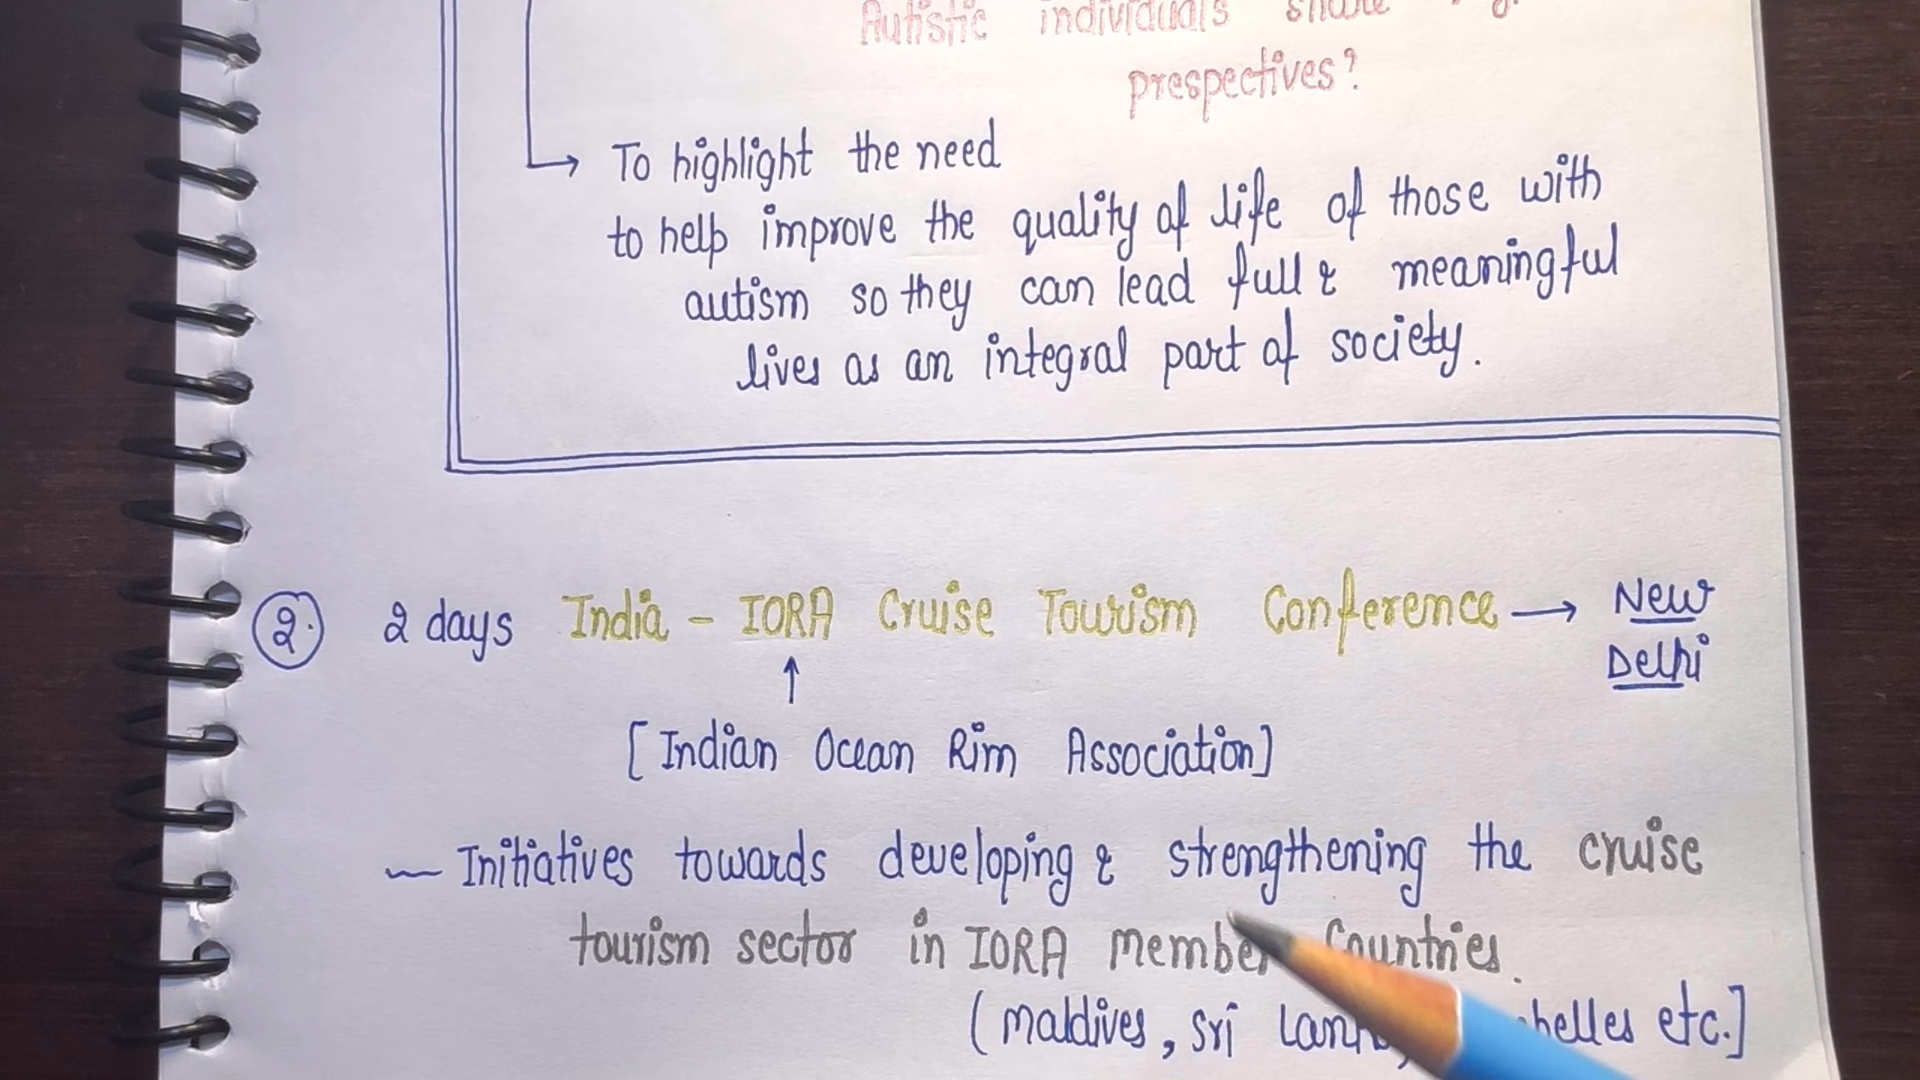 Autistic individuals share
prespectives?
To highlight the need
to help improve the quality of life of those with
autism so they can lead full & meaningful
lives as an integral part of society.
2. 2 days India - IORA Cruise Tourism Conference → New
Delhi
↑
[Indian Ocean Rim Association]
— Initiatives towards developing & strengthening the cruise
tourism sector in IORA member Countries.
(Maldives, Sri etc.]